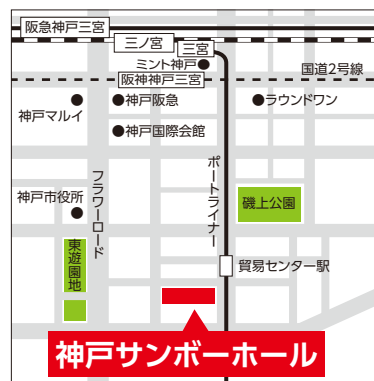 阪急神戸三宮
三ノ宮
三宮
ミント神戸
国道2号線
阪神神戸三宮
神戸マルイ
神戸阪急
ラウンドワン
神戸国際会館
フラワーロード
ポートライナー
神戸市役所
磯上公園
東遊園地
貿易センター駅
神戸サンボーホール